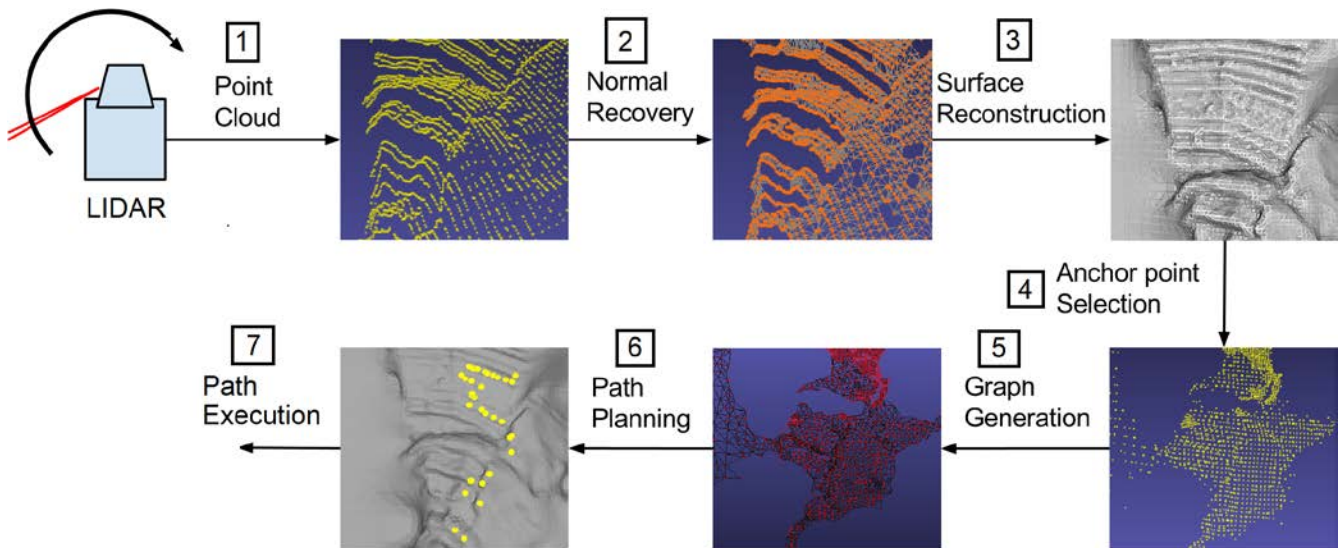 1
Point
Cloud
LIDAR
2
Normal
Recovery
3
Surface
Reconstruction
4
Anchor point
Selection
5
Graph
Generation
6
Path
Planning
7
Path
Execution